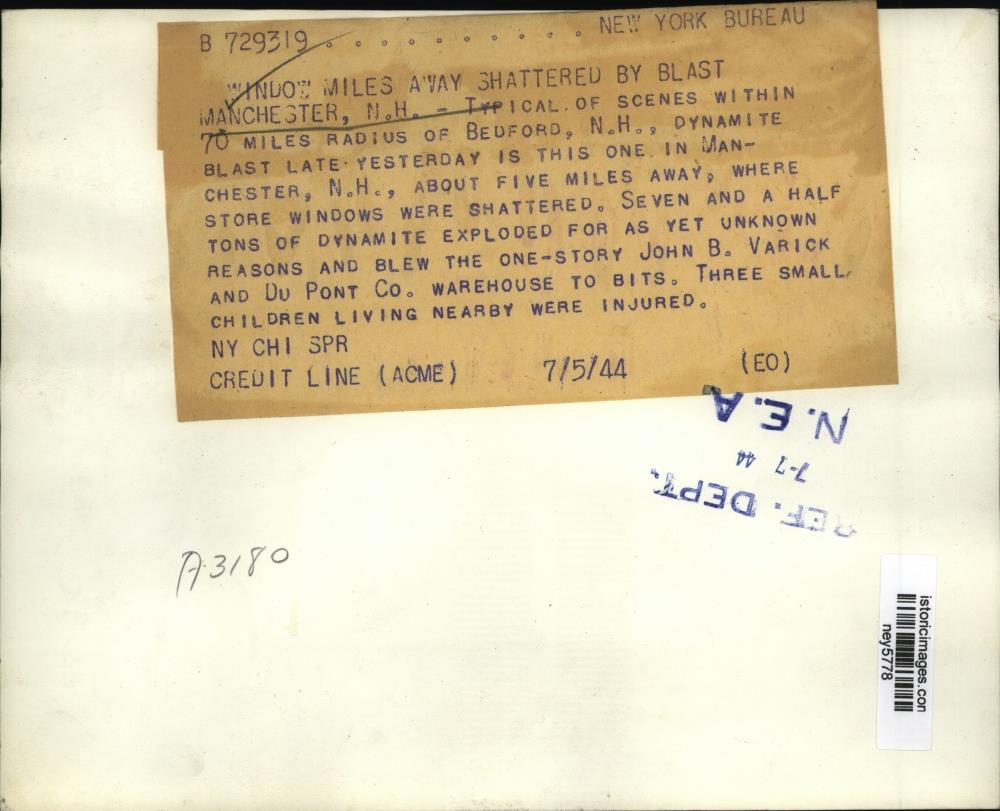 B 729319 . . . . . . . . . . NEW YORK BUREAU
WINDOW MILES AWAY SHATTERED BY BLAST
MANCHESTER, N.H. - TYPICAL OF SCENES WITHIN
70 MILES RADIUS OF BEDFORD, N.H., DYNAMITE
BLAST LATE YESTERDAY IS THIS ONE IN MAN-
CHESTER, N.H., ABOUT FIVE MILES AWAY, WHERE
STORE WINDOWS WERE SHATTERED. SEVEN AND A HALF
TONS OF DYNAMITE EXPLODED FOR AS YET UNKNOWN
REASONS AND BLEW THE ONE-STORY JOHN B. VARICK
AND DU PONT CO. WAREHOUSE TO BITS. THREE SMALL
CHILDREN LIVING NEARBY WERE INJURED.
NY CHI SPR
CREDIT LINE (ACME) 7/5/44 (EO)
REF. DEPT.
7-7 44
N.E.A.
A.3180
istoricimages.con
ney5778